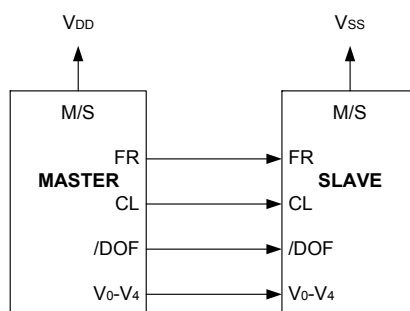 VDD
VSS
M/S
M/S
FR
FR
MASTER
SLAVE
CL
CL
/DOF
/DOF
V0-V4
V0-V4